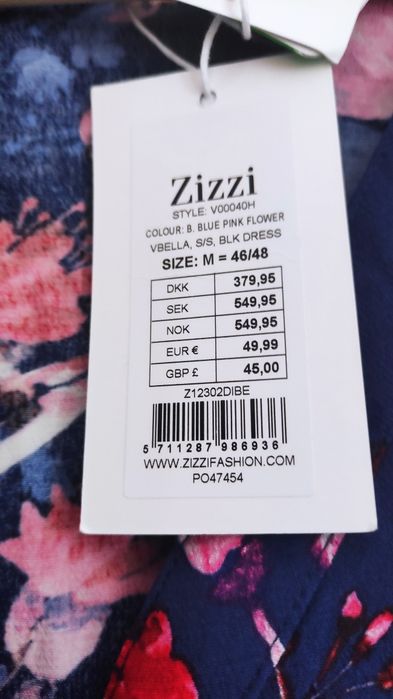 Zizzi
STYLE: V00040H
COLOUR: B. BLUE PINK FLOWER
VBELLA, S/S, BLK DRESS
SIZE: M = 46/48
DKK 379,95
SEK 549,95
NOK 549,95
EUR € 49,99
GBP £ 45,00
Z12302DIBE
5 711287 986936
WWW.ZIZZIFASHION.COM
PO47454